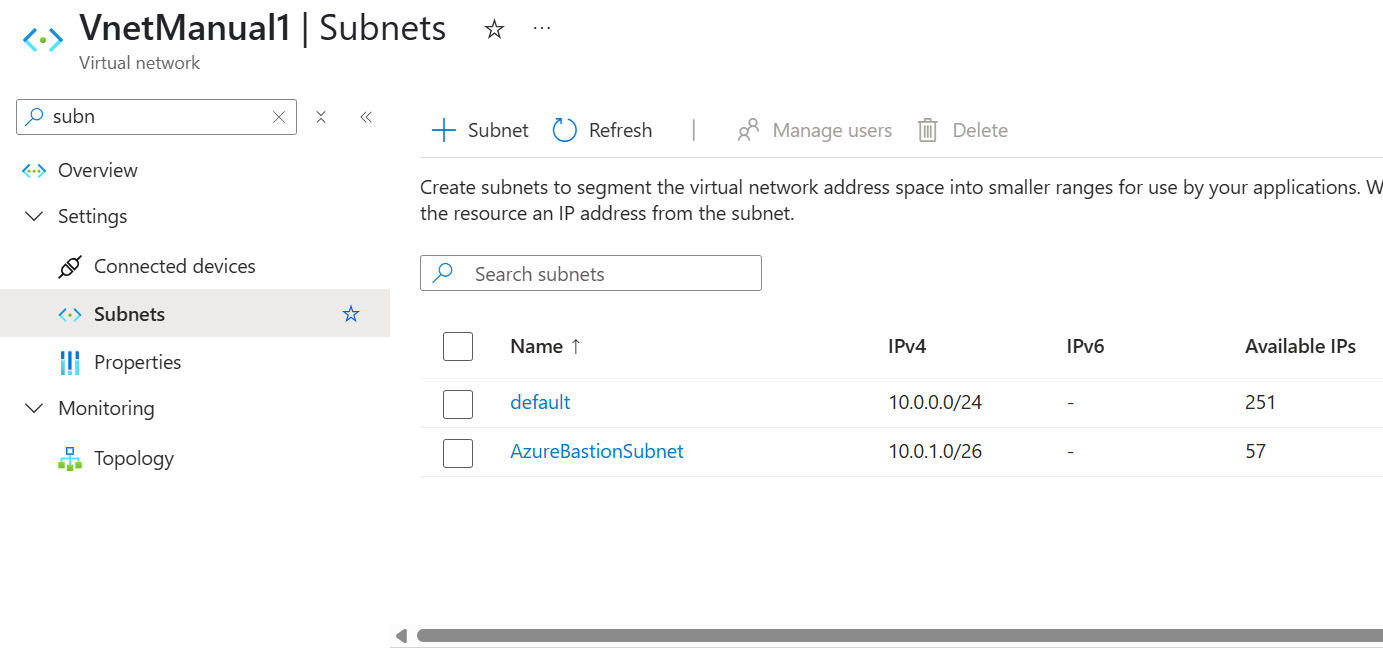 VnetManual1 | Subnets
Virtual network
subn
Overview
Settings
Connected devices
Subnets
Properties
Monitoring
Topology
Subnet Refresh | Manage users Delete
Create subnets to segment the virtual network address space into smaller ranges for use by your applications. W
the resource an IP address from the subnet.
Search subnets
Name ↑ IPv4 IPv6 Available IPs
default 10.0.0.0/24 - 251
AzureBastionSubnet 10.0.1.0/26 - 57